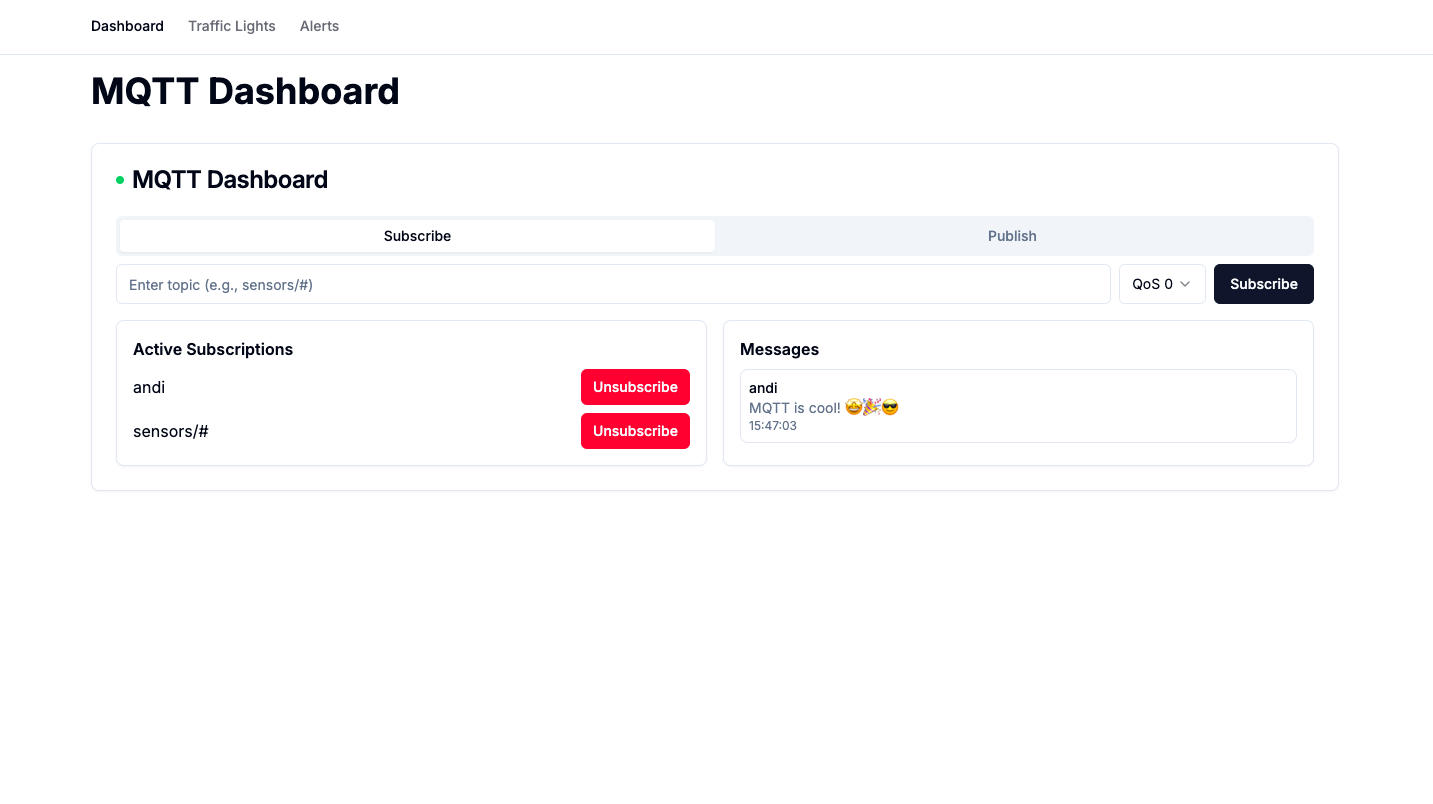 Dashboard Traffic Lights Alerts
MQTT Dashboard
MQTT Dashboard
Subscribe Publish
Enter topic (e.g., sensors/#) QoS 0 Subscribe
Active Subscriptions
andi Unsubscribe
sensors/# Unsubscribe
Messages
andi
MQTT is cool! 🤩🎉😎
15:47:03